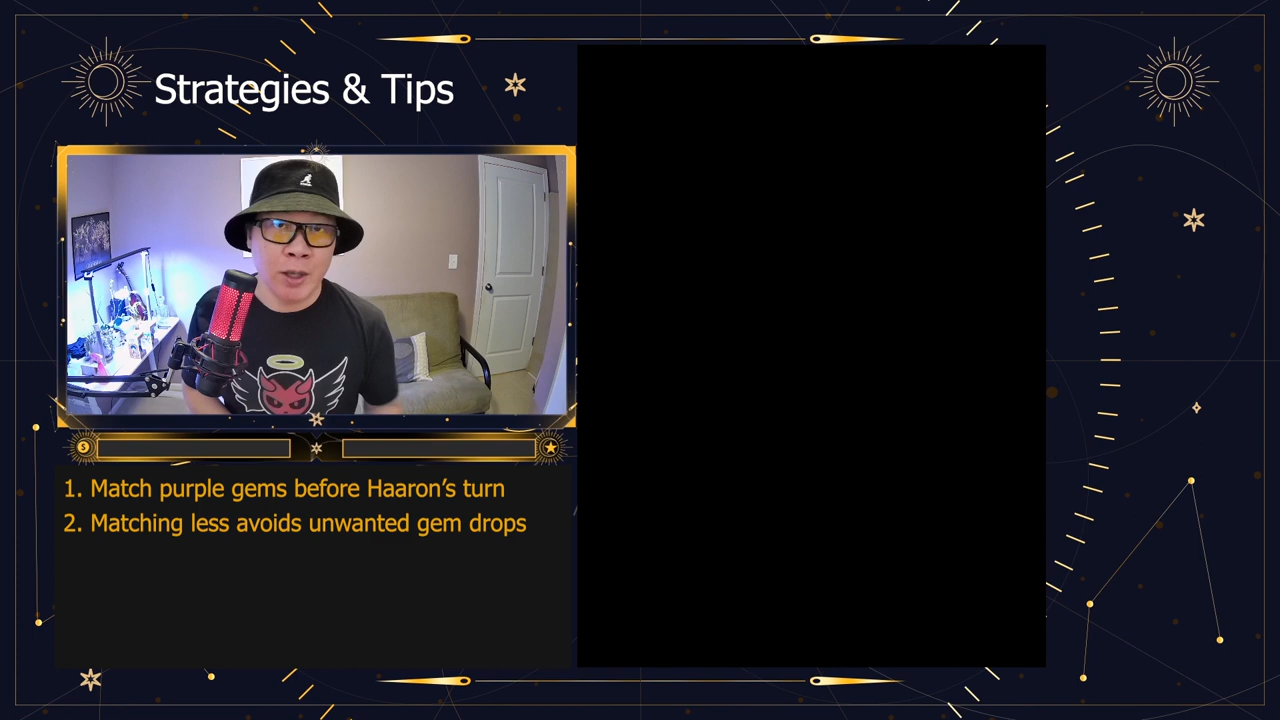 Strategies & Tips
1. Match purple gems before Haaron's turn
2. Matching less avoids unwanted gem drops